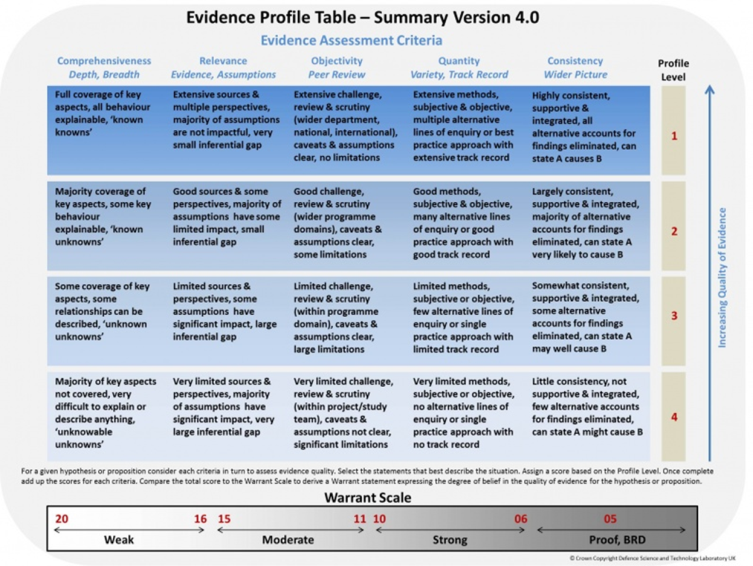 Evidence Profile Table – Summary Version 4.0
Evidence Assessment Criteria
Comprehensiveness
Depth, Breadth
Relevance
Evidence, Assumptions
Objectivity
Peer Review
Quantity
Variety, Track Record
Consistency
Wider Picture
Profile
Level
Full coverage of key
aspects, all behaviour
explainable, ‘known
knowns’
Extensive sources &
multiple perspectives,
majority of assumptions
are not impactful, very
small inferential gap
Extensive challenge,
review & scrutiny
(wider department,
national, international),
caveats & assumptions
clear, no limitations
Extensive methods,
subjective & objective,
multiple alternative
lines of enquiry or best
practice approach with
extensive track record
Highly consistent,
supportive &
integrated, all
alternative accounts for
findings eliminated, can
state A causes B
1
Majority coverage of
key aspects, some key
behaviour
explainable, ‘known
unknowns’
Good sources & some
perspectives, majority of
assumptions have some
limited impact, small
inferential gap
Good challenge,
review & scrutiny
(wider programme
domains), caveats &
assumptions clear,
some limitations
Good methods,
subjective & objective,
many alternative lines
of enquiry or good
practice approach with
good track record
Largely consistent,
supportive & integrated,
majority of alternative
accounts for findings
eliminated, can state A
very likely to cause B
2
Some coverage of key
aspects, some
relationships can be
described, ‘unknown
unknowns’
Limited sources &
perspectives, some
assumptions have
significant impact, large
inferential gap
Limited challenge,
review & scrutiny
(within programme
domain), caveats &
assumptions clear,
large limitations
Limited methods,
subjective or objective,
few alternative lines of
enquiry or single
practice approach with
limited track record
Somewhat consistent,
supportive & integrated,
some alternative
accounts for findings
eliminated, can state A
may well cause B
3
Majority of key aspects
not covered, very
difficult to explain or
describe anything,
‘unknowable
unknowns’
Very limited sources &
perspectives, majority
of assumptions have
significant impact, very
large inferential gap
Very limited challenge,
review & scrutiny
(within project/study
team), caveats &
assumptions not clear,
significant limitations
Very limited methods,
subjective or objective,
no alternative lines of
enquiry or single
practice approach with
no track record
Little consistency, not
supportive & integrated,
few alternative accounts
for findings eliminated,
can state A might cause B
4
Increasing Quality of Evidence
For a given hypothesis or proposition consider each criteria in turn to assess evidence quality. Select the statements that best describe the situation. Assign a score based on the Profile Level. Once complete
add up the scores for each criteria. Compare the total score to the Warrant Scale to derive a Warrant statement expressing the degree of belief in the quality of evidence for the hypothesis or proposition.
Warrant Scale
20 16 15 11 10 06 05
Weak Moderate Strong Proof, BRD
© Crown Copyright Defence Science and Technology Laboratory UK